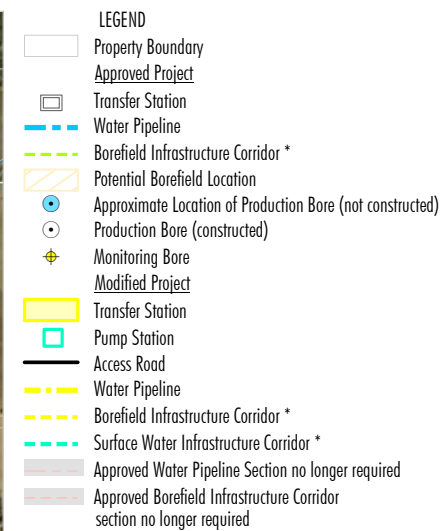 LEGEND
Property Boundary
Approved Project
Transfer Station
Water Pipeline
Borefield Infrastructure Corridor *
Potential Borefield Location
Approximate Location of Production Bore (not constructed)
Production Bore (constructed)
Monitoring Bore
Modified Project
Transfer Station
Pump Station
Access Road
Water Pipeline
Borefield Infrastructure Corridor *
Surface Water Infrastructure Corridor *
Approved Water Pipeline Section no longer required
Approved Borefield Infrastructure Corridor
section no longer required